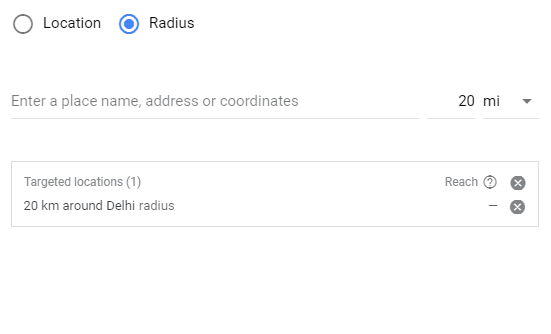 Location Radius
Enter a place name, address or coordinates 20 mi
Targeted locations (1) Reach
20 km around Delhi radius –